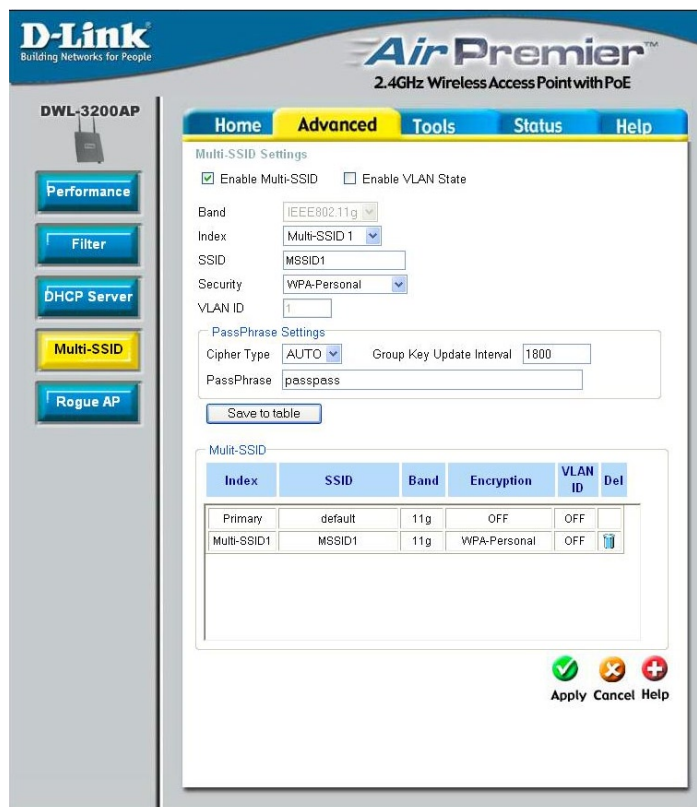 D-Link
Building Networks for People
Air Premier™
2.4GHz Wireless Access Point with PoE
DWL-3200AP
Home Advanced Tools Status Help
Performance
Filter
DHCP Server
Multi-SSID
Rogue AP
Multi-SSID Settings
Enable Multi-SSID Enable VLAN State
Band IEEE802.11g
Index Multi-SSID 1
SSID MSSID1
Security WPA-Personal
VLAN ID 1
PassPhrase Settings
Cipher Type AUTO Group Key Update Interval 1800
PassPhrase passpass
Save to table
Mulit-SSID
Index SSID Band Encryption VLAN ID Del
Primary default 11g OFF OFF
Multi-SSID1 MSSID1 11g WPA-Personal OFF
Apply Cancel Help